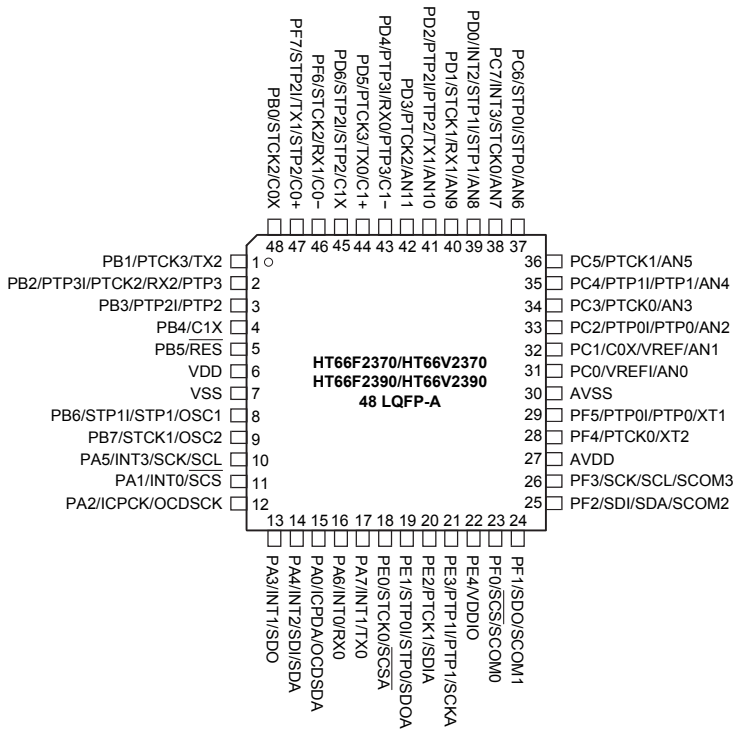 PB0/STCK2/C0X
PF7/STP2I/TX1/STP2/C0+
PF6/STCK2/RX1/C0−
PD6/STP2I/STP2/C1X
PD5/PTCK3/TX0/C1+
PD4/PTP3I/RX0/PTP3/C1−
PD3/PTCK2/AN11
PD2/PTP2I/PTP2/TX1/AN10
PD1/STCK1/RX1/AN9
PD0/INT2/STP1I/STP1/AN8
PC7/INT3/STCK0/AN7
PC6/STP0I/STP0/AN6
48 47 46 45 44 43 42 41 40 39 38 37
PB1/PTCK3/TX2 1
PB2/PTP3I/PTCK2/RX2/PTP3 2
PB3/PTP2I/PTP2 3
PB4/C1X 4
PB5/RES 5
VDD 6
VSS 7
PB6/STP1I/STP1/OSC1 8
PB7/STCK1/OSC2 9
PA5/INT3/SCK/SCL 10
PA1/INT0/SCS 11
PA2/ICPCK/OCDSCK 12
HT66F2370/HT66V2370
HT66F2390/HT66V2390
48 LQFP-A
36 PC5/PTCK1/AN5
35 PC4/PTP1I/PTP1/AN4
34 PC3/PTCK0/AN3
33 PC2/PTP0I/PTP0/AN2
32 PC1/C0X/VREF/AN1
31 PC0/VREFI/AN0
30 AVSS
29 PF5/PTP0I/PTP0/XT1
28 PF4/PTCK0/XT2
27 AVDD
26 PF3/SCK/SCL/SCOM3
25 PF2/SDI/SDA/SCOM2
13 14 15 16 17 18 19 20 21 22 23 24
PA3/INT1/SDO
PA4/INT2/SDI/SDA
PA0/ICPDA/OCDSDA
PA6/INT0/RX0
PA7/INT1/TX0
PE0/STCK0/SCSA
PE1/STP0I/STP0/SDOA
PE2/PTCK1/SDIA
PE3/PTP1I/PTP1/SCKA
PE4/VDDIO
PF0/SCS/SCOM0
PF1/SDO/SCOM1